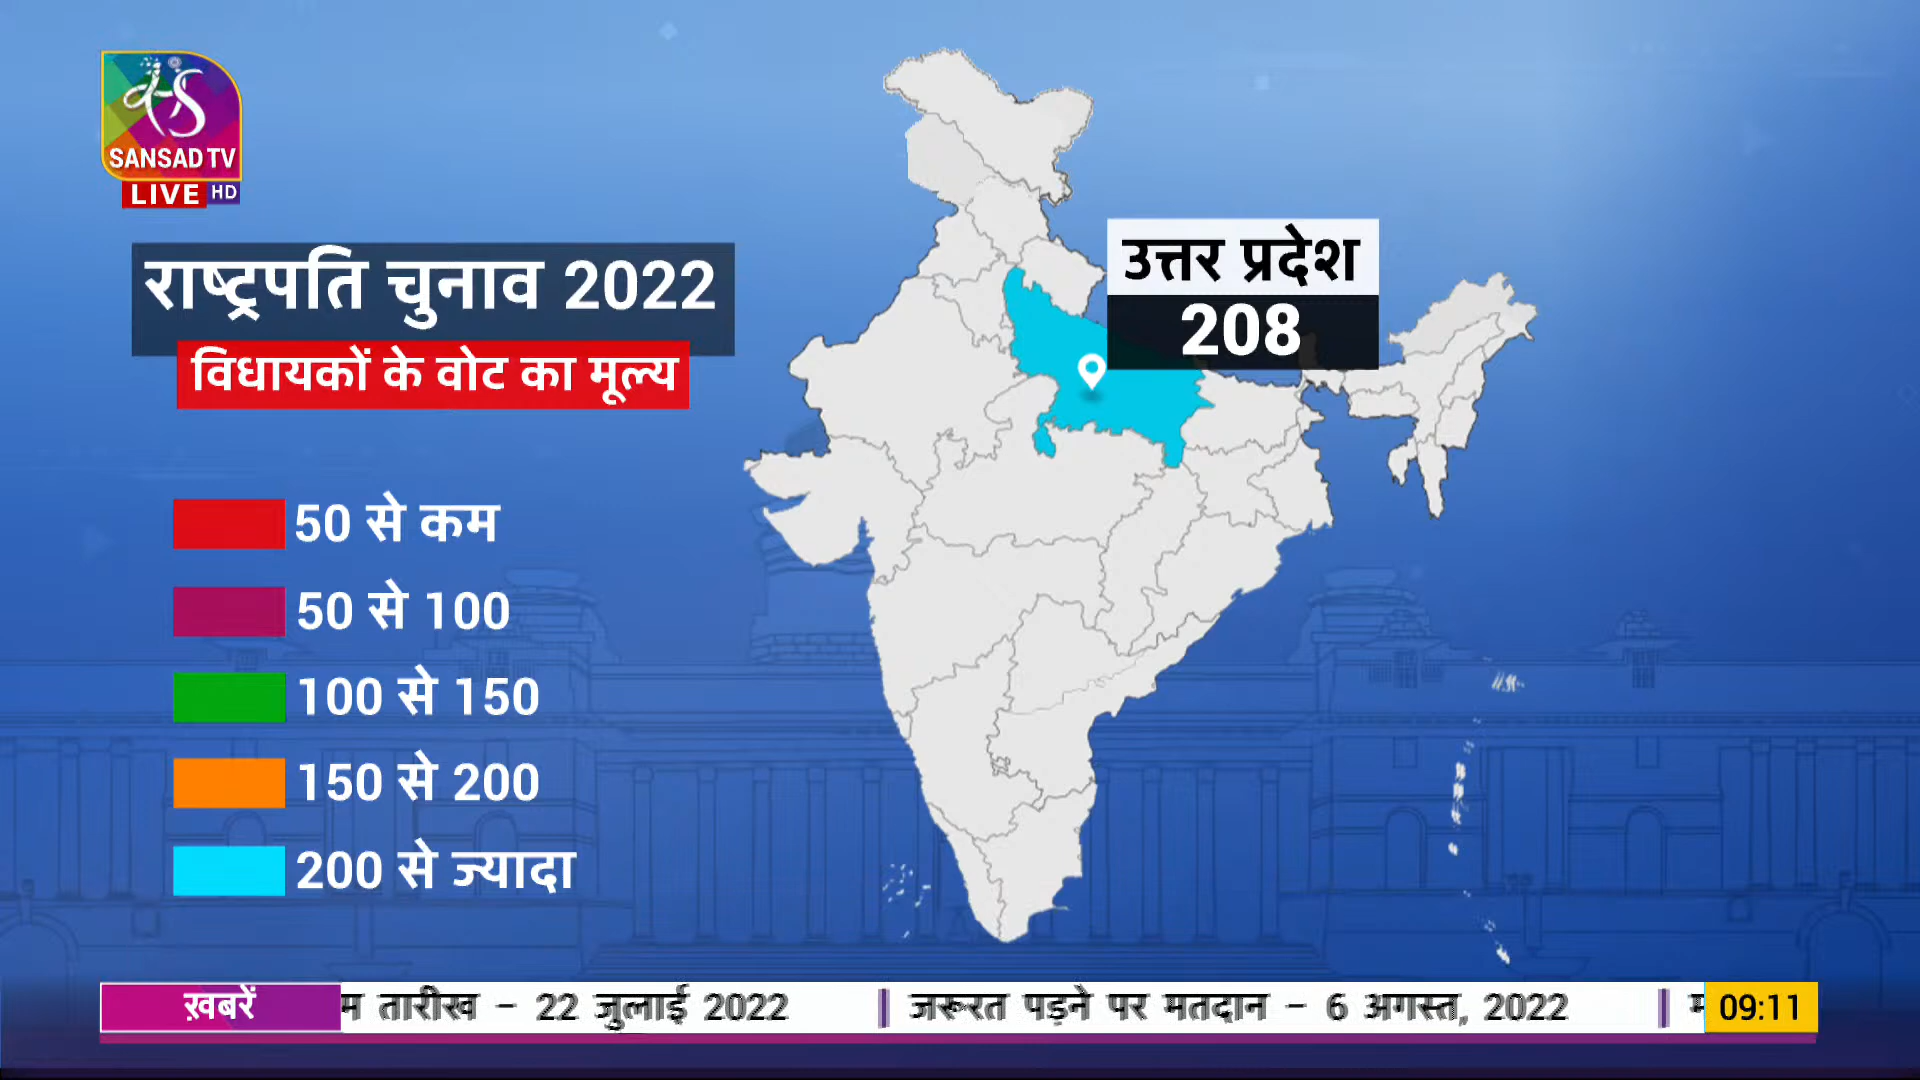 SANSAD TV
LIVE HD
राष्ट्रपति चुनाव 2022
विधायकों के वोट का मूल्य
उत्तर प्रदेश
208
50 से कम
50 से 100
100 से 150
150 से 200
200 से ज्यादा
ख़बरें
तारीख - 22 जुलाई 2022 | जरूरत पड़ने पर मतदान - 6 अगस्त, 2022 |
09:11